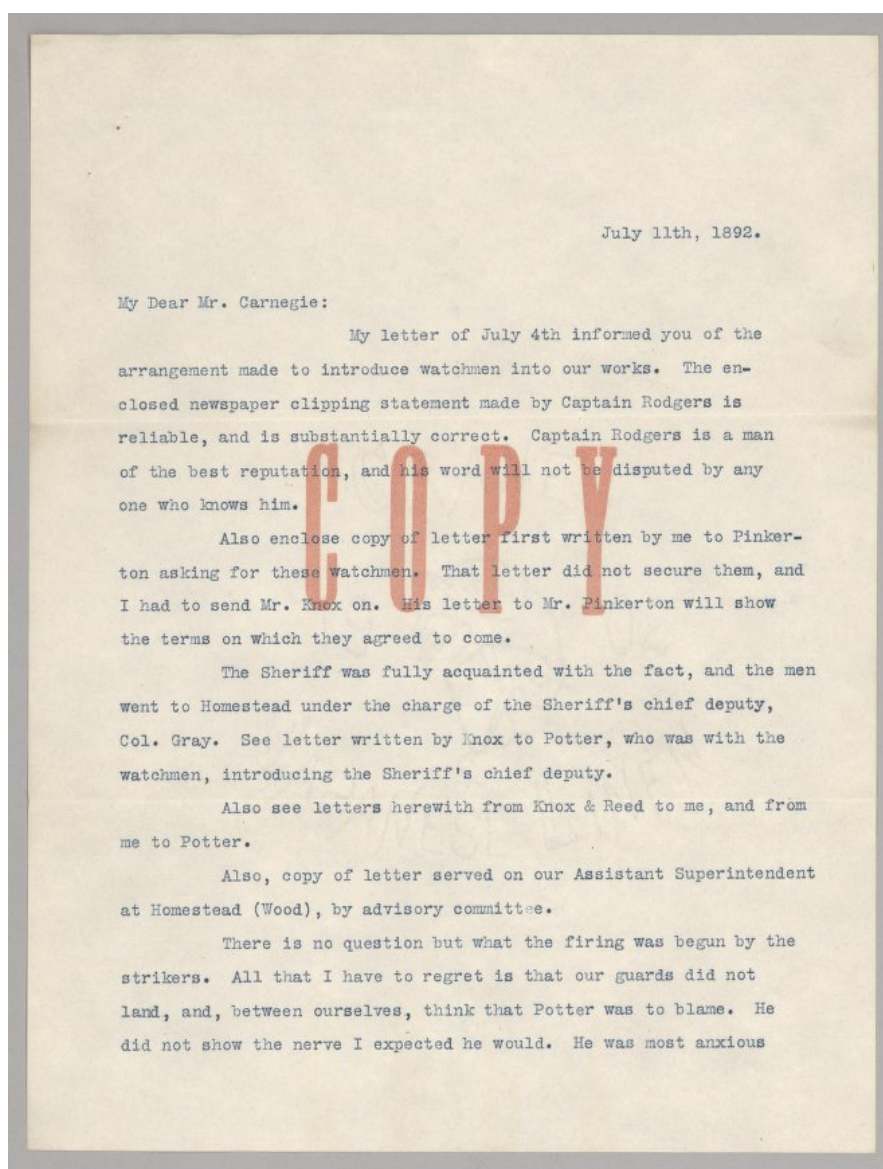 July 11th, 1892.
My Dear Mr. Carnegie:
My letter of July 4th informed you of the
arrangement made to introduce watchmen into our works. The en-
closed newspaper clipping statement made by Captain Rodgers is
reliable, and is substantially correct. Captain Rodgers is a man
of the best reputation, and his word will not be disputed by any
one who knows him.
COPY
Also enclose copy of letter first written by me to Pinker-
ton asking for these watchmen. That letter did not secure them, and
I had to send Mr. Knox on. His letter to Mr. Pinkerton will show
the terms on which they agreed to come.
The Sheriff was fully acquainted with the fact, and the men
went to Homestead under the charge of the Sheriff's chief deputy,
Col. Gray. See letter written by Knox to Potter, who was with the
watchmen, introducing the Sheriff's chief deputy.
Also see letters herewith from Knox & Reed to me, and from
me to Potter.
Also, copy of letter served on our Assistant Superintendent
at Homestead (Wood), by advisory committee.
There is no question but what the firing was begun by the
strikers. All that I have to regret is that our guards did not
land, and, between ourselves, think that Potter was to blame. He
did not show the nerve I expected he would. He was most anxious